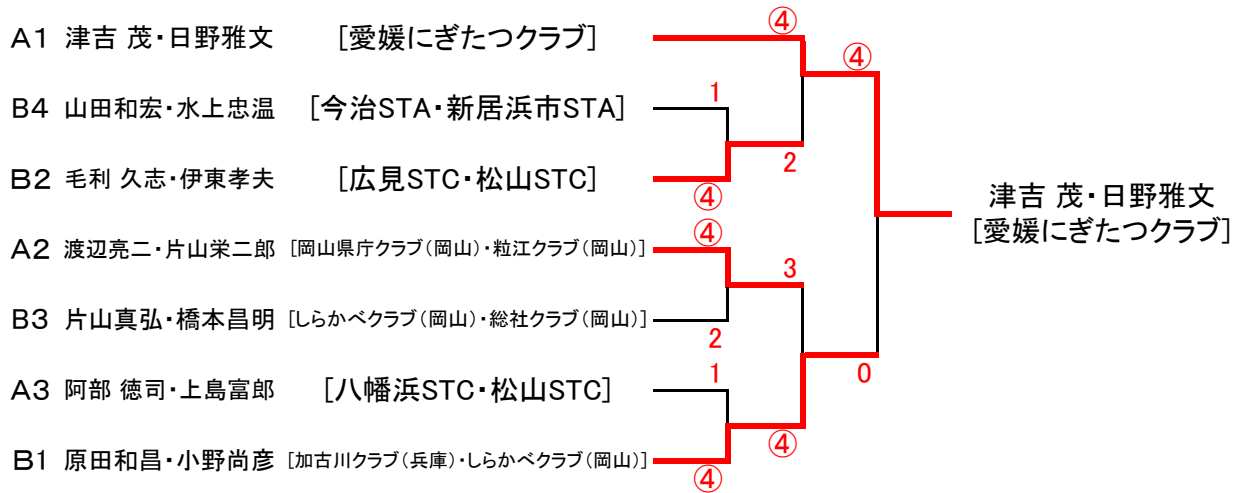 ④
A1 津吉 茂・日野雅文 [愛媛にぎたつクラブ]
④
B4 山田和宏・水上忠温 [今治STA・新居浜市STA]
1
2
B2 毛利 久志・伊東孝夫 [広見STC・松山STC]
④
津吉 茂・日野雅文
[愛媛にぎたつクラブ]
④
A2 渡辺亮二・片山栄二郎 [岡山県庁クラブ(岡山)・粒江クラブ(岡山)]
3
B3 片山真弘・橋本昌明 [しらかべクラブ(岡山)・総社クラブ(岡山)]
2
1
0
A3 阿部 徳司・上島富郎 [八幡浜STC・松山STC]
④
B1 原田和昌・小野尚彦 [加古川クラブ(兵庫)・しらかべクラブ(岡山)]
④